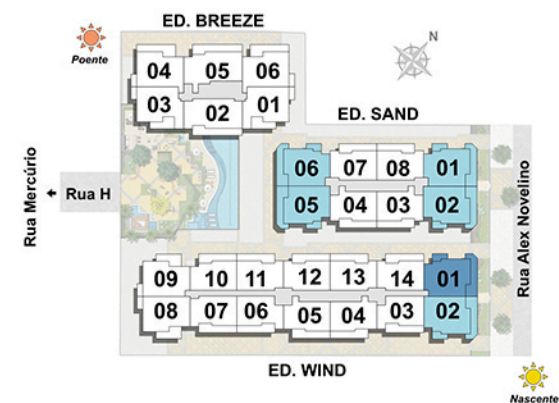 ED. BREEZE
Poente
N
04 05 06
03 02 01
ED. SAND
06 07 08 01
05 04 03 02
Rua Mercúrio
Rua H
Rua Alex Novelino
09 10 11 12 13 14 01
08 07 06 05 04 03 02
ED. WIND
Nascente